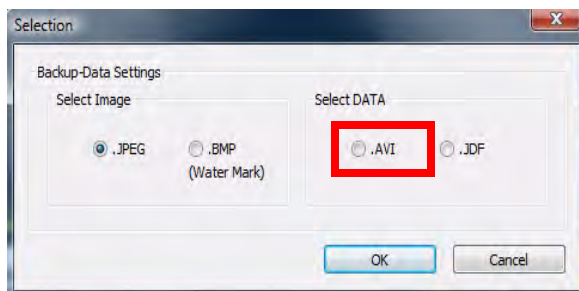 Selection
Backup-Data Settings
Select Image
Select DATA
.JPEG
.BMP
(Water Mark)
.AVI
.JDF
OK
Cancel